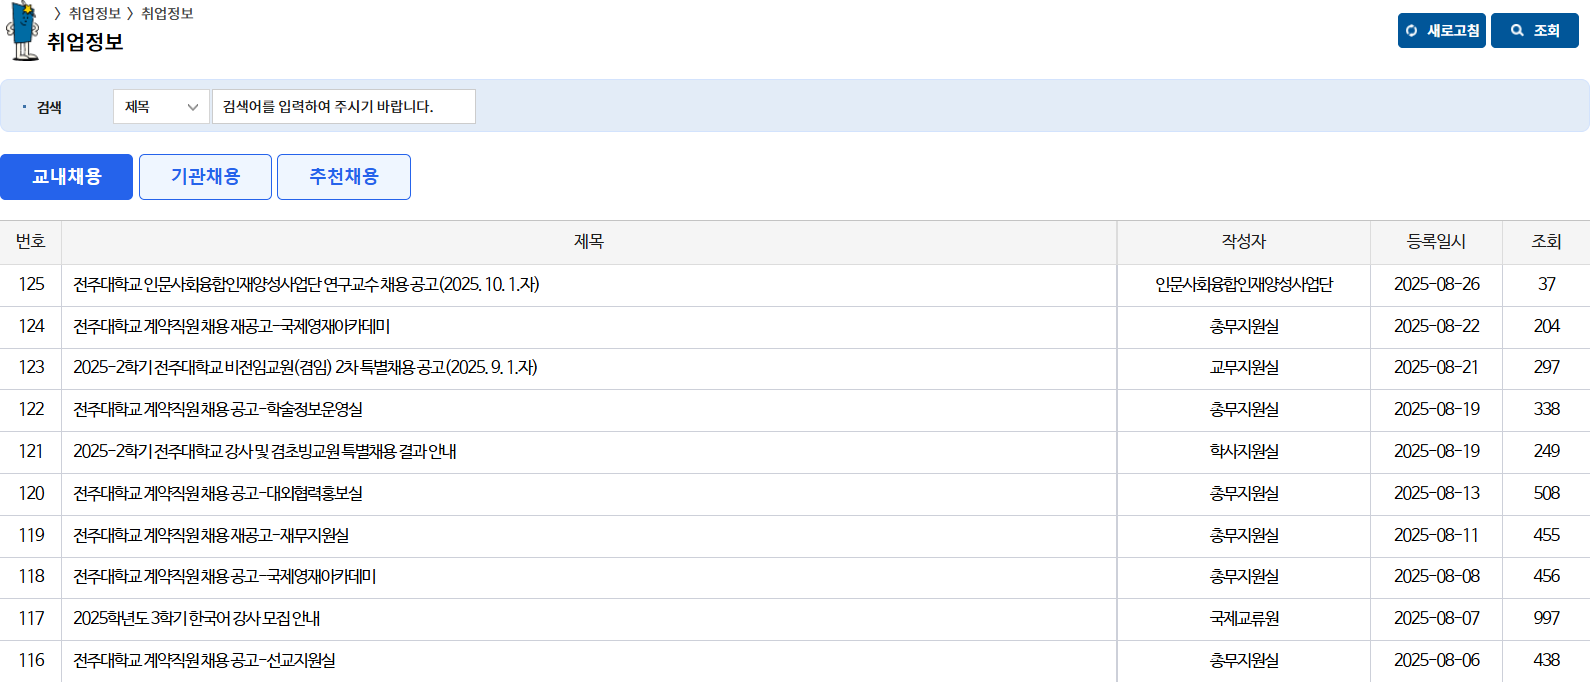 〉 취업정보 〉 취업정보
취업정보
새로고침
조회
· 검색
제목
검색어를 입력하여 주시기 바랍니다.
교내채용
기관채용
추천채용
번호 제목 작성자 등록일시 조회
125 전주대학교 인문사회융합인재양성사업단 연구교수 채용 공고(2025. 10. 1.자) 인문사회융합인재양성사업단 2025-08-26 37
124 전주대학교 계약직원 채용 재공고-국제영재아카데미 총무지원실 2025-08-22 204
123 2025-2학기 전주대학교 비전임교원(겸임) 2차 특별채용 공고(2025. 9. 1.자) 교무지원실 2025-08-21 297
122 전주대학교 계약직원 채용 공고-학술정보운영실 총무지원실 2025-08-19 338
121 2025-2학기 전주대학교 강사 및 겸초빙교원 특별채용 결과 안내 학사지원실 2025-08-19 249
120 전주대학교 계약직원 채용 공고-대외협력홍보실 총무지원실 2025-08-13 508
119 전주대학교 계약직원 채용 재공고-재무지원실 총무지원실 2025-08-11 455
118 전주대학교 계약직원 채용 공고-국제영재아카데미 총무지원실 2025-08-08 456
117 2025학년도 3학기 한국어 강사 모집 안내 국제교류원 2025-08-07 997
116 전주대학교 계약직원 채용 공고-선교지원실 총무지원실 2025-08-06 438